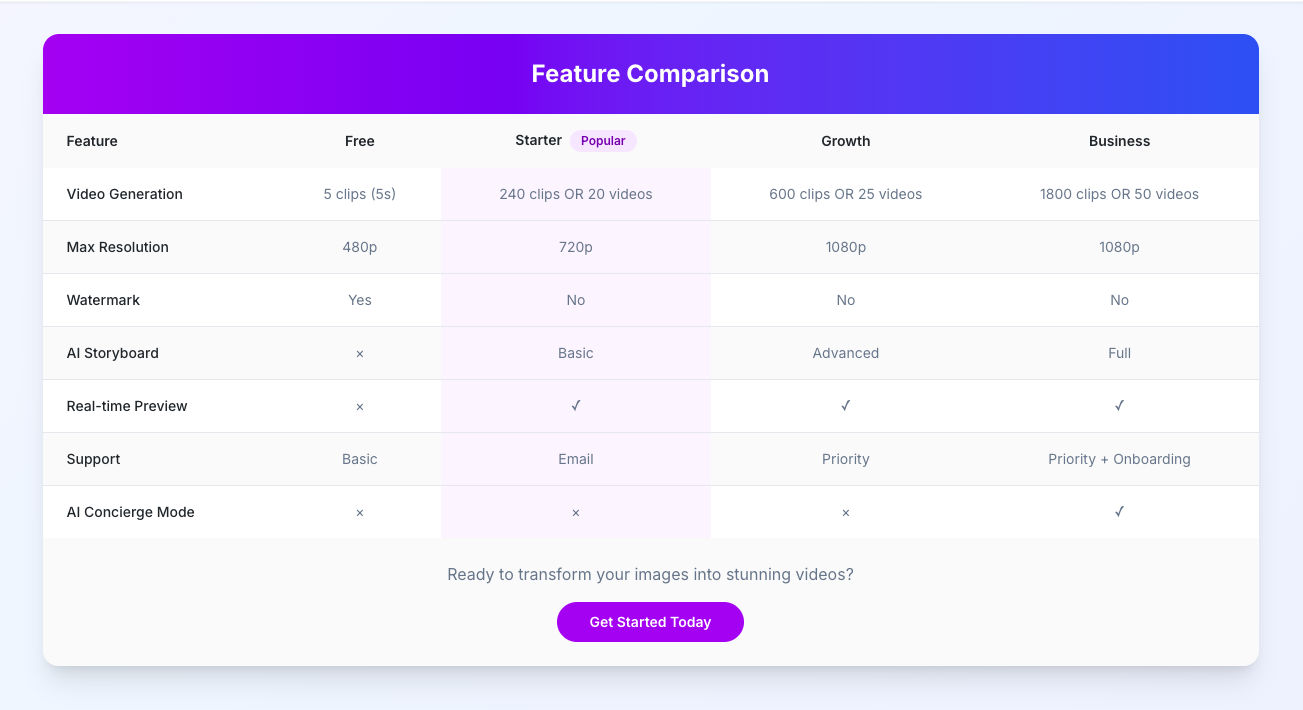 Feature Comparison
Feature Free Starter Popular Growth Business
Video Generation 5 clips (5s) 240 clips OR 20 videos 600 clips OR 25 videos 1800 clips OR 50 videos
Max Resolution 480p 720p 1080p 1080p
Watermark Yes No No No
AI Storyboard × Basic Advanced Full
Real-time Preview × ✓ ✓ ✓
Support Basic Email Priority Priority + Onboarding
AI Concierge Mode × × × ✓
Ready to transform your images into stunning videos?
Get Started Today